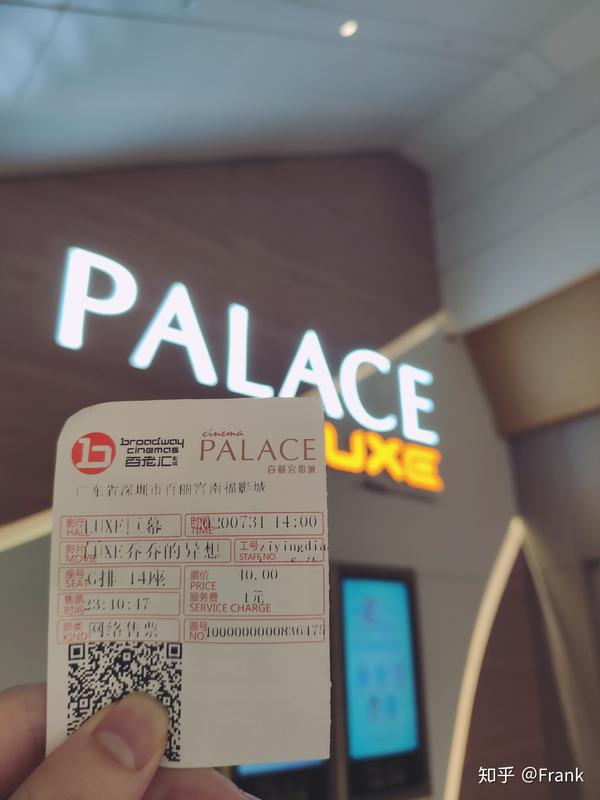 PALACE
LUXE
broadway cinemas 百老汇影城
cinema PALACE 百丽宫影城
广东省深圳市百丽宫南福影城
影厅 HALL LUXE巨幕 时间 TIME 200731 14:00
影片 MOVIE LUXE乔乔的异想 工号 STAFF NO. ziyingdia
座号 SEAT G排 14座 票价 PRICE 40.00
服务费 SERVICE CHARGE 1元
售票时间 23:10:47
票类 KIND 网络售票 票号 NO
知乎 @Frank